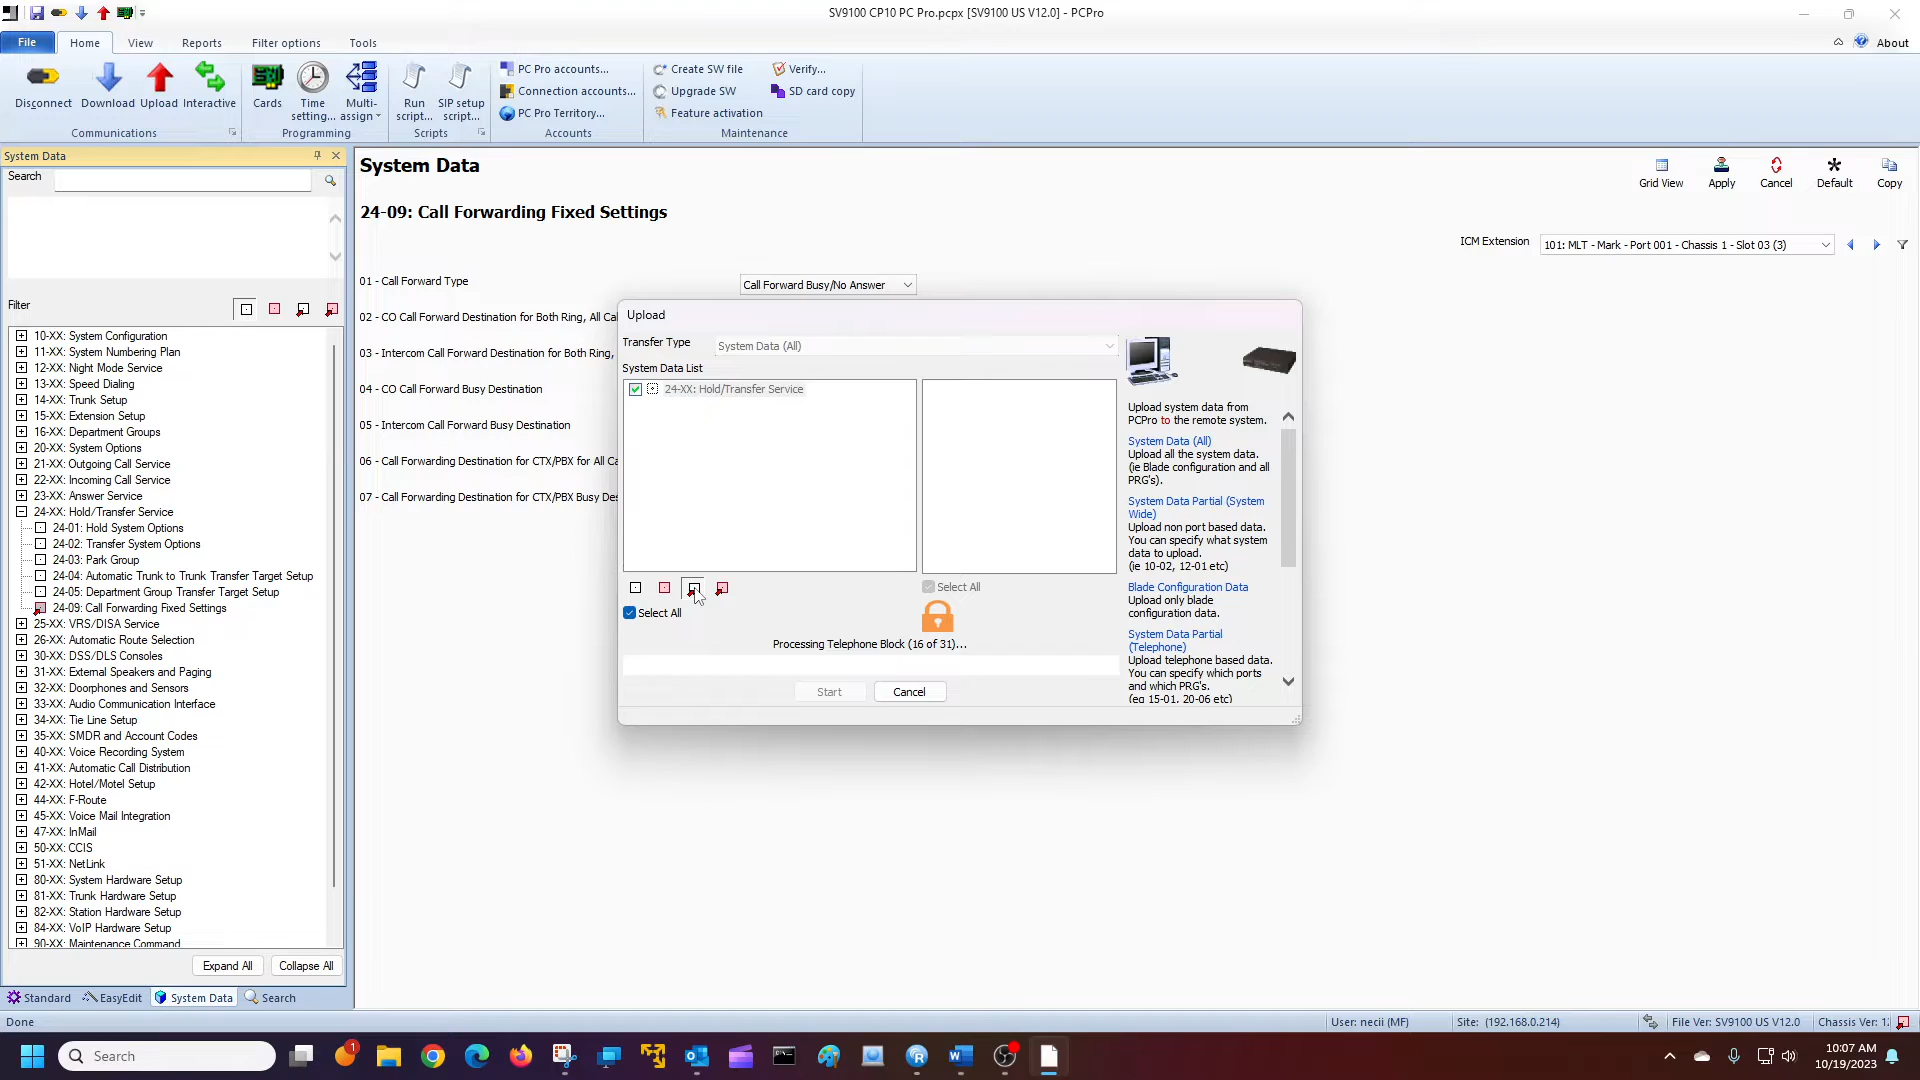 SV9100 CP10 PC Pro.pcpx [SV9100 US V12.0] - PCPro
File
Home
View
Reports
Filter options
Tools
About
Disconnect
Download
Upload
Interactive
Communications
Cards
Time setting...
Multi-assign
Programming
Run script...
SIP setup script...
Scripts
PC Pro accounts...
Connection accounts...
PC Pro Territory...
Accounts
Create SW file
Upgrade SW
Feature activation
Verify...
SD card copy
Maintenance
System Data
Search
Filter
10-XX: System Configuration
11-XX: System Numbering Plan
12-XX: Night Mode Service
13-XX: Speed Dialing
14-XX: Trunk Setup
15-XX: Extension Setup
16-XX: Department Groups
20-XX: System Options
21-XX: Outgoing Call Service
22-XX: Incoming Call Service
23-XX: Answer Service
24-XX: Hold/Transfer Service
24-01: Hold System Options
24-02: Transfer System Options
24-03: Park Group
24-04: Automatic Trunk to Trunk Transfer Target Setup
24-05: Department Group Transfer Target Setup
24-09: Call Forwarding Fixed Settings
25-XX: VRS/DISA Service
26-XX: Automatic Route Selection
30-XX: DSS/DLS Consoles
31-XX: External Speakers and Paging
32-XX: Doorphones and Sensors
33-XX: Audio Communication Interface
34-XX: Tie Line Setup
35-XX: SMDR and Account Codes
40-XX: Voice Recording System
41-XX: Automatic Call Distribution
42-XX: Hotel/Motel Setup
44-XX: F-Route
45-XX: Voice Mail Integration
47-XX: InMail
50-XX: CCIS
51-XX: NetLink
80-XX: System Hardware Setup
81-XX: Trunk Hardware Setup
82-XX: Station Hardware Setup
84-XX: VoIP Hardware Setup
90-XX: Maintenance Command
Expand All
Collapse All
Standard
EasyEdit
System Data
Search
System Data
Grid View
Apply
Cancel
Default
Copy
24-09: Call Forwarding Fixed Settings
ICM Extension
101: MLT - Mark - Port 001 - Chassis 1 - Slot 03 (3)
01 - Call Forward Type
Call Forward Busy/No Answer
02 - CO Call Forward Destination for Both Ring, All Cal
03 - Intercom Call Forward Destination for Both Ring,
04 - CO Call Forward Busy Destination
05 - Intercom Call Forward Busy Destination
06 - Call Forwarding Destination for CTX/PBX for All Ca
07 - Call Forwarding Destination for CTX/PBX Busy Des
Upload
Transfer Type
System Data (All)
System Data List
24-XX: Hold/Transfer Service
Select All
Select All
Processing Telephone Block (16 of 31)...
Start
Cancel
Upload system data from
PCPro to the remote system.
System Data (All)
Upload all the system data.
(ie Blade configuration and all
PRG's).
System Data Partial (System
Wide)
Upload non port based data.
You can specify what system
data to upload.
(ie 10-02, 12-01 etc)
Blade Configuration Data
Upload only blade
configuration data.
System Data Partial
(Telephone)
Upload telephone based data.
You can specify which ports
and which PRG's.
(eg 15-01, 20-06 etc)
Done
User: necii (MF)
Site: (192.168.0.214)
File Ver: SV9100 US V12.0
Chassis Ver: 1
Search
1
10:07 AM
10/19/2023